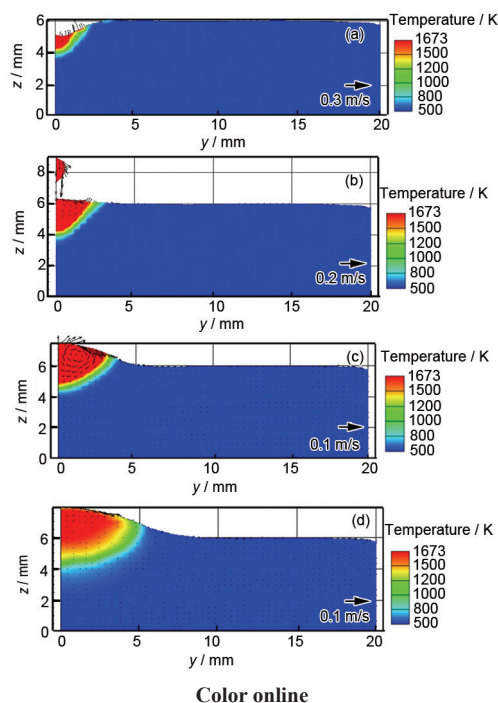 Temperature / K
6
4
2
0
z / mm
(a)
0.3 m/s
0
5
10
15
20
y / mm
1673
1500
1200
1000
800
500
8
6
4
2
0
z / mm
(b)
0.2 m/s
0
5
10
15
20
y / mm
Temperature / K
1673
1500
1200
1000
800
500
6
4
2
0
z / mm
(c)
0.1 m/s
0
5
10
15
20
y / mm
Temperature / K
1673
1500
1200
1000
800
500
6
4
2
0
z / mm
(d)
0.1 m/s
0
5
10
15
20
y / mm
Temperature / K
1673
1500
1200
1000
800
500
Color online